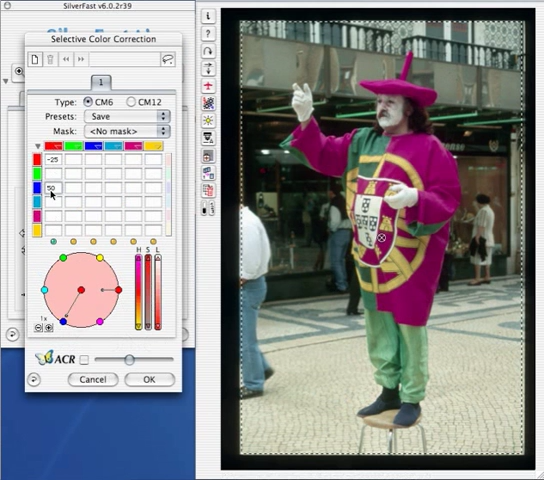 SilverFast v6.0.2r39
Selective Color Correction
1
Type: CM6 CM12
Presets: Save
Mask: <No mask>
-25
50
H S L
1x
ACR
Cancel OK